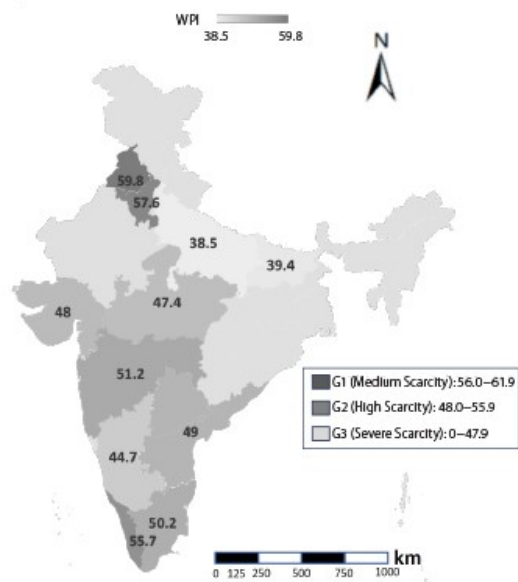 WPI
38.5 59.8
N
59.8
57.6
38.5
39.4
48
47.4
51.2
49
44.7
50.2
55.7
G1 (Medium Scarcity): 56.0–61.9
G2 (High Scarcity): 48.0–55.9
G3 (Severe Scarcity): 0–47.9
km
0 125 250 500 750 1000